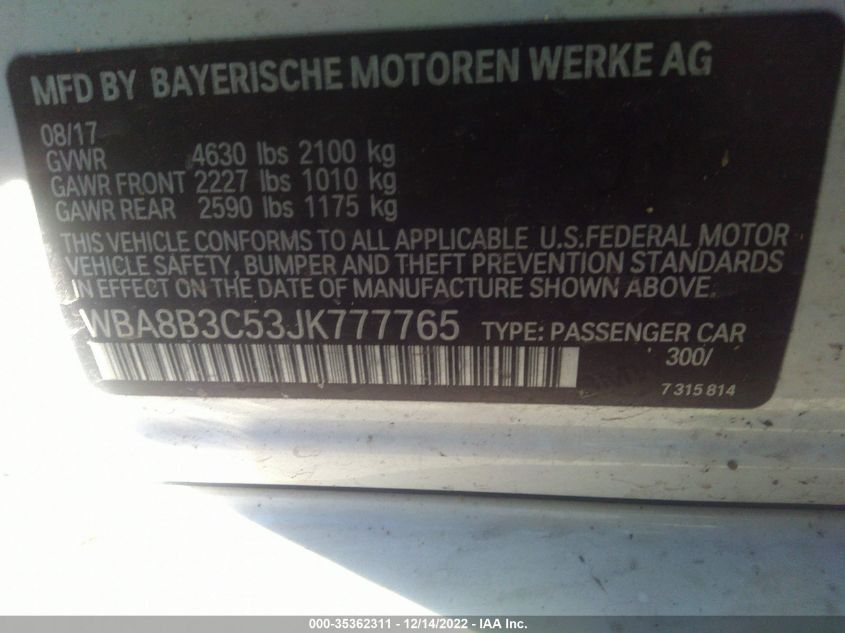 MFD BY BAYERISCHE MOTOREN WERKE AG
08/17
GVWR 4630 lbs 2100 kg
GAWR FRONT 2227 lbs 1010 kg
GAWR REAR 2590 lbs 1175 kg
THIS VEHICLE CONFORMS TO ALL APPLICABLE U.S.FEDERAL MOTOR
VEHICLE SAFETY, BUMPER AND THEFT PREVENTION STANDARDS
IN EFFECT ON THE DATE OF MANUFACTURE SHOWN ABOVE.
WBA8B3C53JK777765 TYPE: PASSENGER CAR
300/
7 315 814
000-35362311 - 12/14/2022 - IAA Inc.